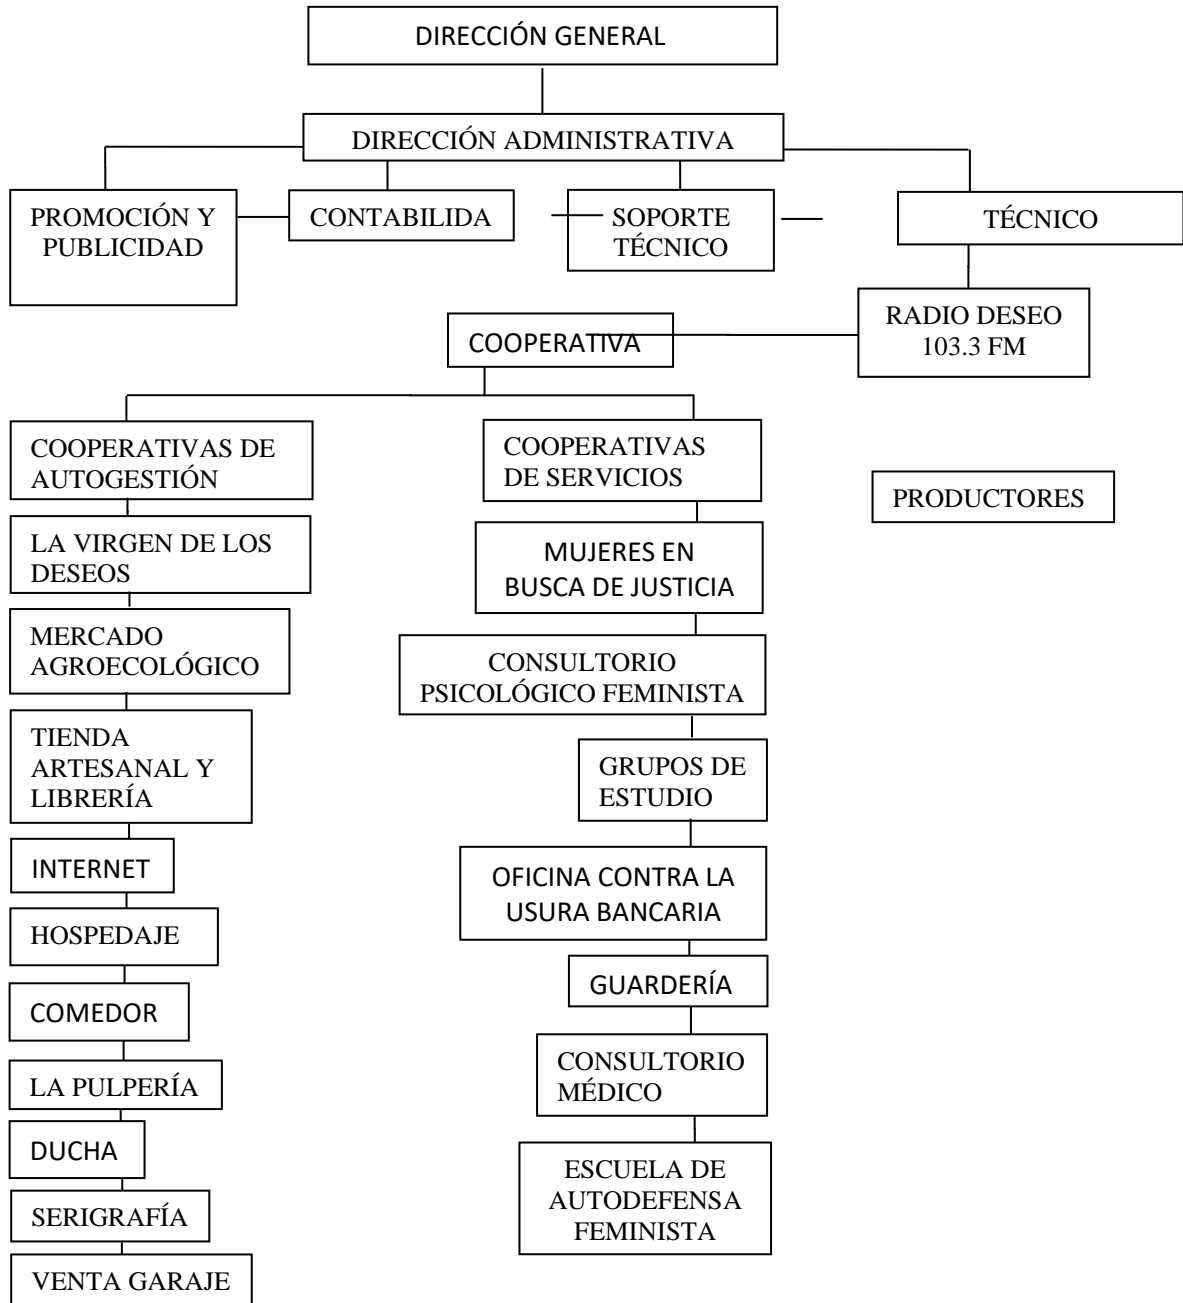 DIRECCIÓN GENERAL
DIRECCIÓN ADMINISTRATIVA
PROMOCIÓN Y
PUBLICIDAD
CONTABILIDA
SOPORTE
TÉCNICO
TÉCNICO
RADIO DESEO
103.3 FM
COOPERATIVA
COOPERATIVAS DE
AUTOGESTIÓN
COOPERATIVAS
DE SERVICIOS
PRODUCTORES
LA VIRGEN DE LOS
DESEOS
MERCADO
AGROECOLÓGICO
TIENDA
ARTESANAL Y
LIBRERÍA
INTERNET
HOSPEDAJE
COMEDOR
LA PULPERÍA
DUCHA
SERIGRAFÍA
VENTA GARAJE
MUJERES EN
BUSCA DE JUSTICIA
CONSULTORIO
PSICOLÓGICO FEMINISTA
GRUPOS DE
ESTUDIO
OFICINA CONTRA LA
USURA BANCARIA
GUARDERÍA
CONSULTORIO
MÉDICO
ESCUELA DE
AUTODEFENSA
FEMINISTA